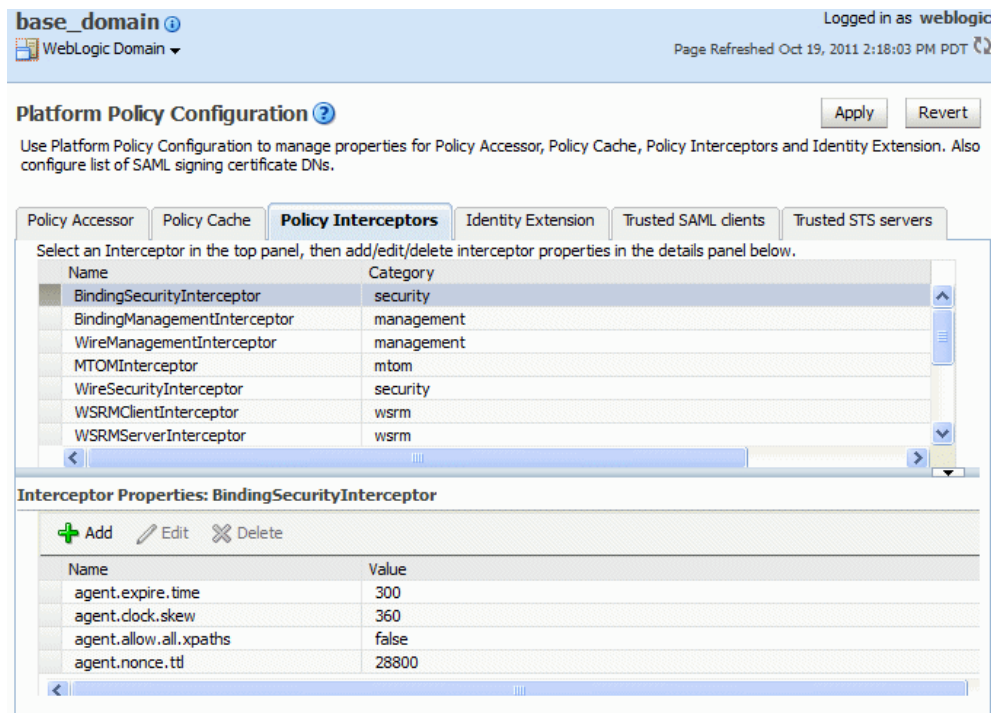 base_domain
Logged in as weblogic
WebLogic Domain
Page Refreshed Oct 19, 2011 2:18:03 PM PDT
Platform Policy Configuration
Apply
Revert
Use Platform Policy Configuration to manage properties for Policy Accessor, Policy Cache, Policy Interceptors and Identity Extension. Also
configure list of SAML signing certificate DNs.
Policy Accessor
Policy Cache
Policy Interceptors
Identity Extension
Trusted SAML clients
Trusted STS servers
Select an Interceptor in the top panel, then add/edit/delete interceptor properties in the details panel below.
Name Category
BindingSecurityInterceptor security
BindingManagementInterceptor management
WireManagementInterceptor management
MTOMInterceptor mtom
WireSecurityInterceptor security
WSRMClientInterceptor wsrm
WSRMServerInterceptor wsrm
Interceptor Properties: BindingSecurityInterceptor
Add Edit Delete
Name Value
agent.expire.time 300
agent.clock.skew 360
agent.allow.all.xpaths false
agent.nonce.ttl 28800